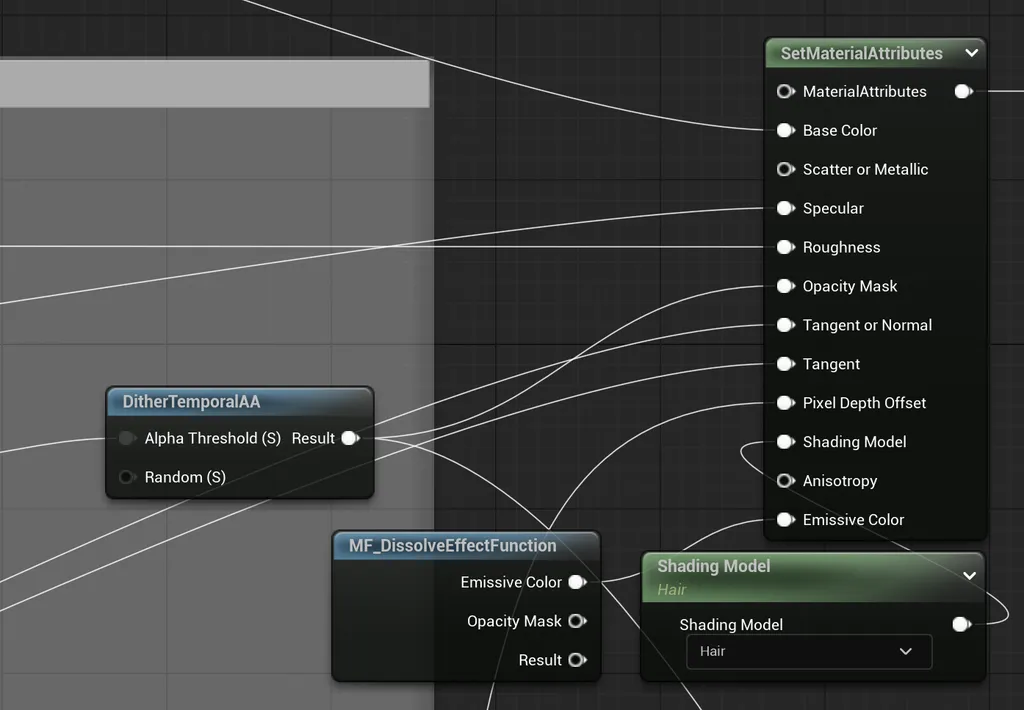 SetMaterialAttributes
MaterialAttributes
Base Color
Scatter or Metallic
Specular
Roughness
Opacity Mask
Tangent or Normal
Tangent
Pixel Depth Offset
Shading Model
Anisotropy
Emissive Color
DitherTemporalAA
Alpha Threshold (S) Result
Random (S)
MF_DissolveEffectFunction
Emissive Color
Opacity Mask
Result
Shading Model
Hair
Shading Model
Hair